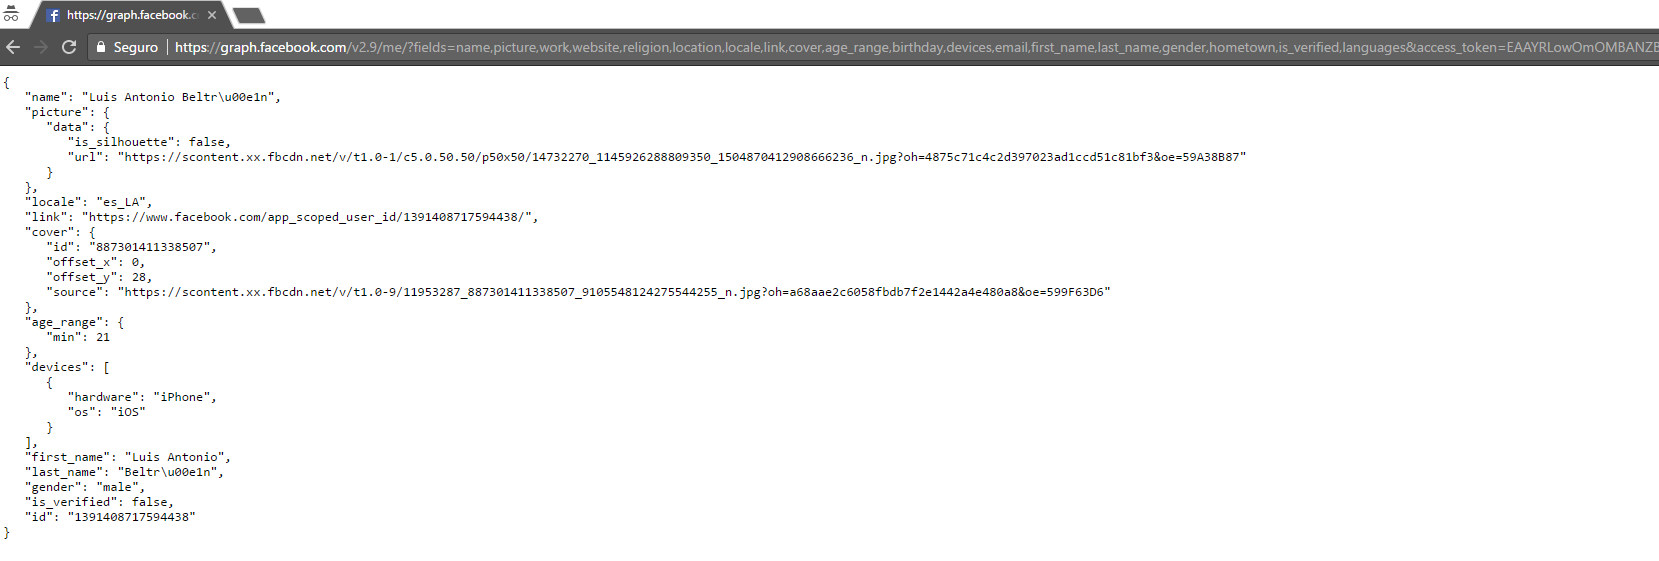 https://graph.facebook.c
Seguro | https://graph.facebook.com/v2.9/me/?fields=name,picture,work,website,religion,location,locale,link,cover,age_range,birthday,devices,email,first_name,last_name,gender,hometown,is_verified,languages&access_token=EAAYRLowOmOMBANZB
{
"name": "Luis Antonio Beltr\u00e1n",
"picture": {
"data": {
"is_silhouette": false,
"url": "https://scontent.xx.fbcdn.net/v/t1.0-1/c5.0.50.50/p50x50/14732270_1145926288809350_1504870412908666236_n.jpg?oh=4875c71c4c2d397023ad1ccd51c81bf3&oe=59A38B87"
}
},
"locale": "es_LA",
"link": "https://www.facebook.com/app_scoped_user_id/1391408717594438/",
"cover": {
"id": "887301411338507",
"offset_x": 0,
"offset_y": 28,
"source": "https://scontent.xx.fbcdn.net/v/t1.0-9/11953287_887301411338507_9105548124275544255_n.jpg?oh=a68aae2c6058fbdb7f2e1442a4e480a8&oe=599F63D6"
},
"age_range": {
"min": 21
},
"devices": [
{
"hardware": "iPhone",
"os": "iOS"
}
],
"first_name": "Luis Antonio",
"last_name": "Beltr\u00e1n",
"gender": "male",
"is_verified": false,
"id": "1391408717594438"
}